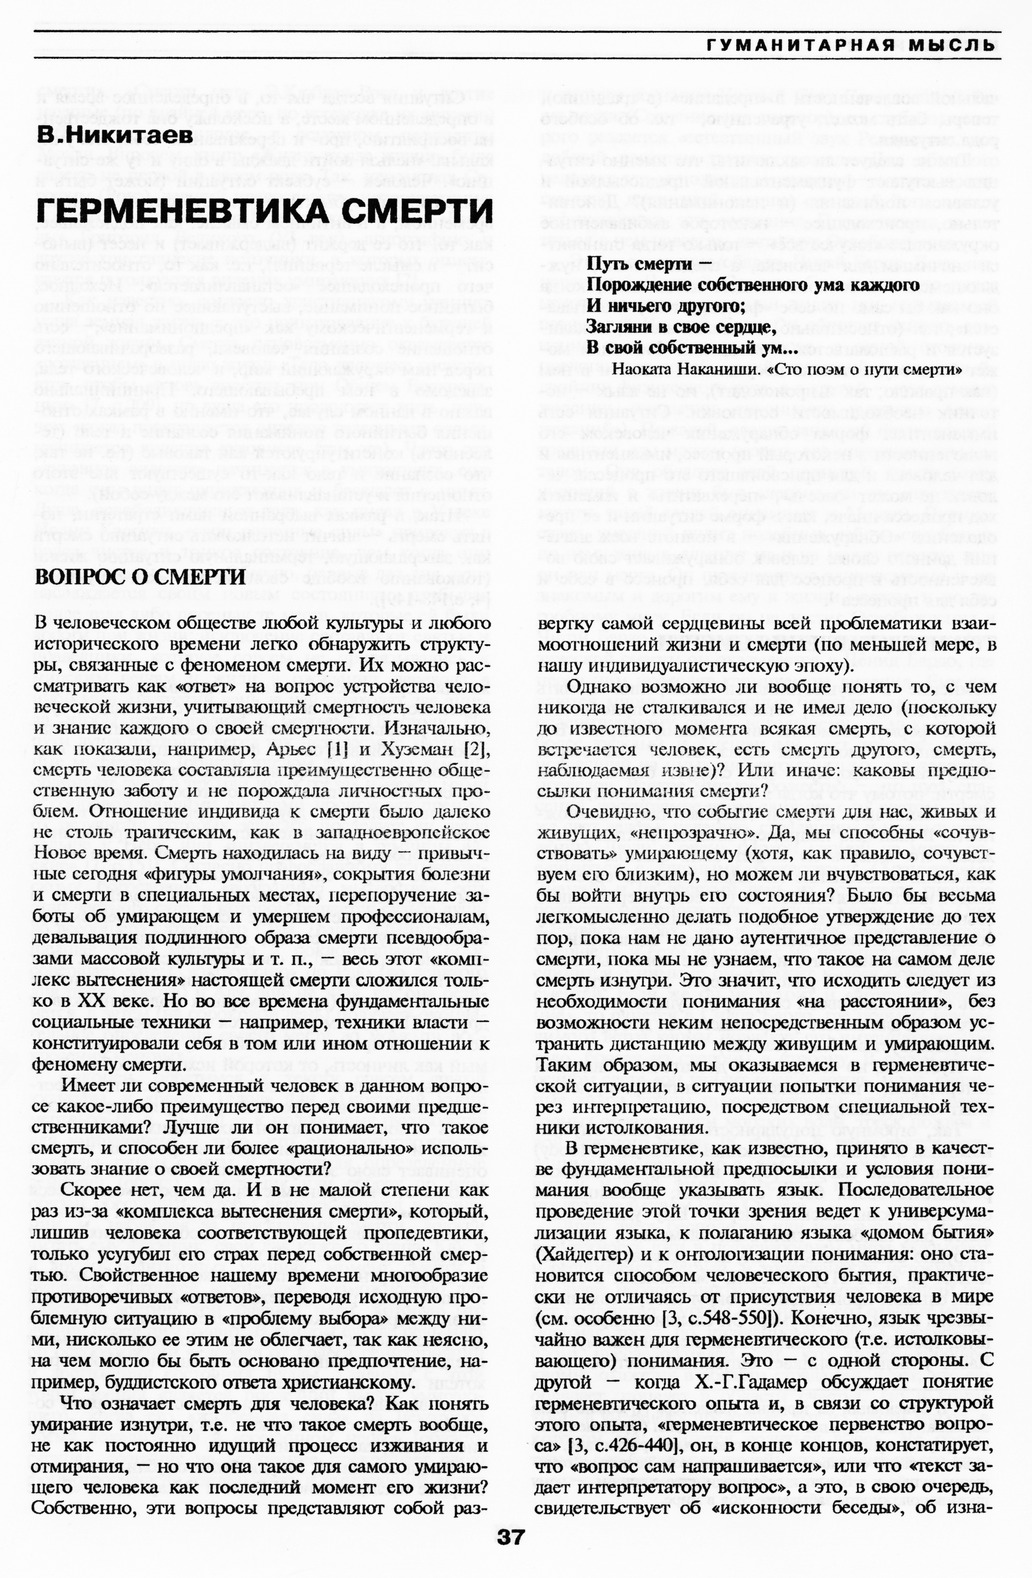 ГУМАНИТАРНАЯ МЫСЛЬ
В.Никитаев
ГЕРМЕНЕВТИКА СМЕРТИ
Путь смерти —
Порождение собственного ума каждого
И ничьего другого;
Загляни в свое сердце,
В свой собственный ум...
Наоката Наканиши. «Сто поэм о пути смерти»
ВОПРОС О СМЕРТИ
В человеческом обществе любой культуры и любого
исторического времени легко обнаружить структу-
ры, связанные с феноменом смерти. Их можно рас-
сматривать как «ответ» на вопрос устройства чело-
веческой жизни, учитывающий смертность человека
и знание каждого о своей смертности. Изначально,
как показали, например, Арьес [1] и Хуземан [2],
смерть человека составляла преимущественно обще-
ственную заботу и не порождала личностных про-
блем. Отношение индивида к смерти было далеко
не столь трагическим, как в западноевропейское
Новое время. Смерть находилась на виду — привыч-
ные сегодня «фигуры умолчания», сокрытия болезни
и смерти в специальных местах, перепоручение за-
боты об умирающем и умершем профессионалам,
девальвация подлинного образа смерти псевдообра-
зами массовой культуры и т. п., — весь этот «комп-
лекс вытеснения» настоящей смерти сложился толь-
ко в XX веке. Но во все времена фундаментальные
социальные техники — например, техники власти —
конституировали себя в том или ином отношении к
феномену смерти.
Имеет ли современный человек в данном вопро-
се какое-либо преимущество перед своими предше-
ственниками? Лучше ли он понимает, что такое
смерть, и способен ли более «рационально» исполь-
зовать знание о своей смертности?
Скорее нет, чем да. И в не малой степени как
раз из-за «комплекса вытеснения смерти», который,
лишив человека соответствующей пропедевтики,
только усугубил его страх перед собственной смер-
тью. Свойственное нашему времени многообразие
противоречивых «ответов», переводя исходную про-
блемную ситуацию в «проблему выбора» между ни-
ми, нисколько ее этим не облегчает, так как неясно,
на чем могло бы быть основано предпочтение, на-
пример, буддистского ответа христианскому.
Что означает смерть для человека? Как понять
умирание изнутри, т.е. не что такое смерть вообще,
не как постоянно идущий процесс изживания и
отмирания, — но что она такое для самого умираю-
щего человека как последний момент его жизни?
Собственно, эти вопросы представляют собой раз-
вертку самой сердцевины всей проблематики взаи-
моотношений жизни и смерти (по меньшей мере, в
нашу индивидуалистическую эпоху).
Однако возможно ли вообще понять то, с чем
никогда не сталкивался и не имел дело (поскольку
до известного момента всякая смерть, с которой
встречается человек, есть смерть другого, смерть,
наблюдаемая извне)? Или иначе: каковы предпо-
сылки понимания смерти?
Очевидно, что событие смерти для нас, живых и
живущих, «непрозрачно». Да, мы способны «сочув-
ствовать» умирающему (хотя, как правило, сочувст-
вуем его близким), но можем ли вчувствоваться, как
бы войти внутрь его состояния? Было бы весьма
легкомысленно делать подобное утверждение до тех
пор, пока нам не дано аутентичное представление о
смерти, пока мы не узнаем, что такое на самом деле
смерть изнутри. Это значит, что исходить следует из
необходимости понимания «на расстоянии», без
возможности неким непосредственным образом ус-
транить дистанцию между живущим и умирающим.
Таким образом, мы оказываемся в герменевтиче-
ской ситуации, в ситуации попытки понимания че-
рез интерпретацию, посредством специальной тех-
ники истолкования.
В герменевтике, как известно, принято в качест-
ве фундаментальной предпосылки и условия пони-
мания вообще указывать язык. Последовательное
проведение этой точки зрения ведет к универсума-
лизации языка, к полаганию языка «домом бытия»
(Хайдеггер) и к онтологизации понимания: оно ста-
новится способом человеческого бытия, практиче-
ски не отличаясь от присутствия человека в мире
(см. особенно [3, с.548-550]). Конечно, язык чрезвы-
чайно важен для герменевтического (т.е. истолковы-
вающего) понимания. Это — с одной стороны. С
другой — когда Х.-Г.Гадамер обсуждает понятие
герменевтического опыта и, в связи со структурой
этого опыта, «герменевтическое первенство вопро-
са» [3, с.426-440], он, в конце концов, констатирует,
что «вопрос сам напрашивается», или что «текст за-
дает интерпретатору вопрос», а это, в свою очередь,
свидетельствует об «исконности беседы», об изна-
37